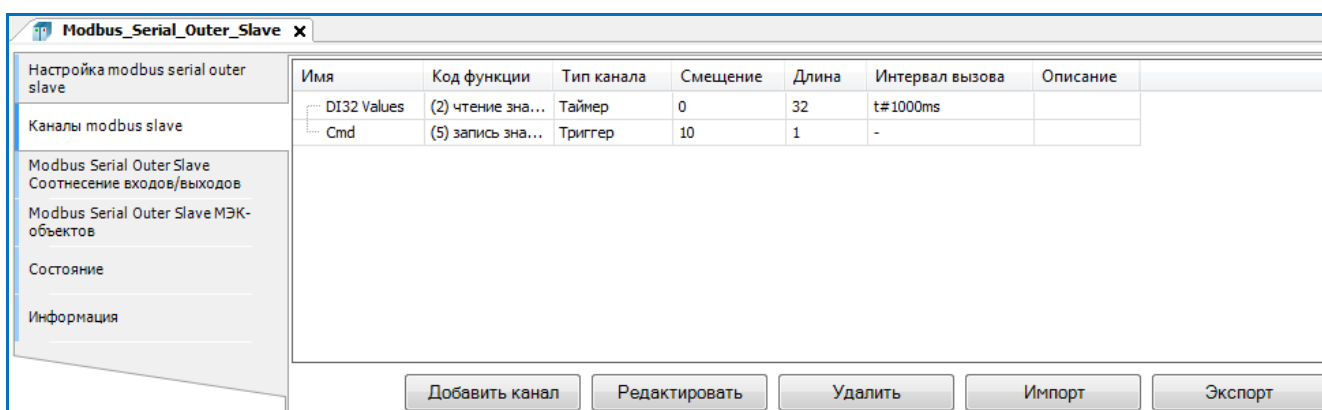 Modbus_Serial_Outer_Slave x
Настройка modbus serial outer
slave
Каналы modbus slave
Modbus Serial Outer Slave
Соотнесение входов/выходов
Modbus Serial Outer Slave МЭК-
объектов
Состояние
Информация
Имя Код функции Тип канала Смещение Длина Интервал вызова Описание
DI32 Values (2) чтение зна... Таймер 0 32 t#1000ms
Cmd (5) запись зна... Триггер 10 1 -
Добавить канал Редактировать Удалить Импорт Экспорт